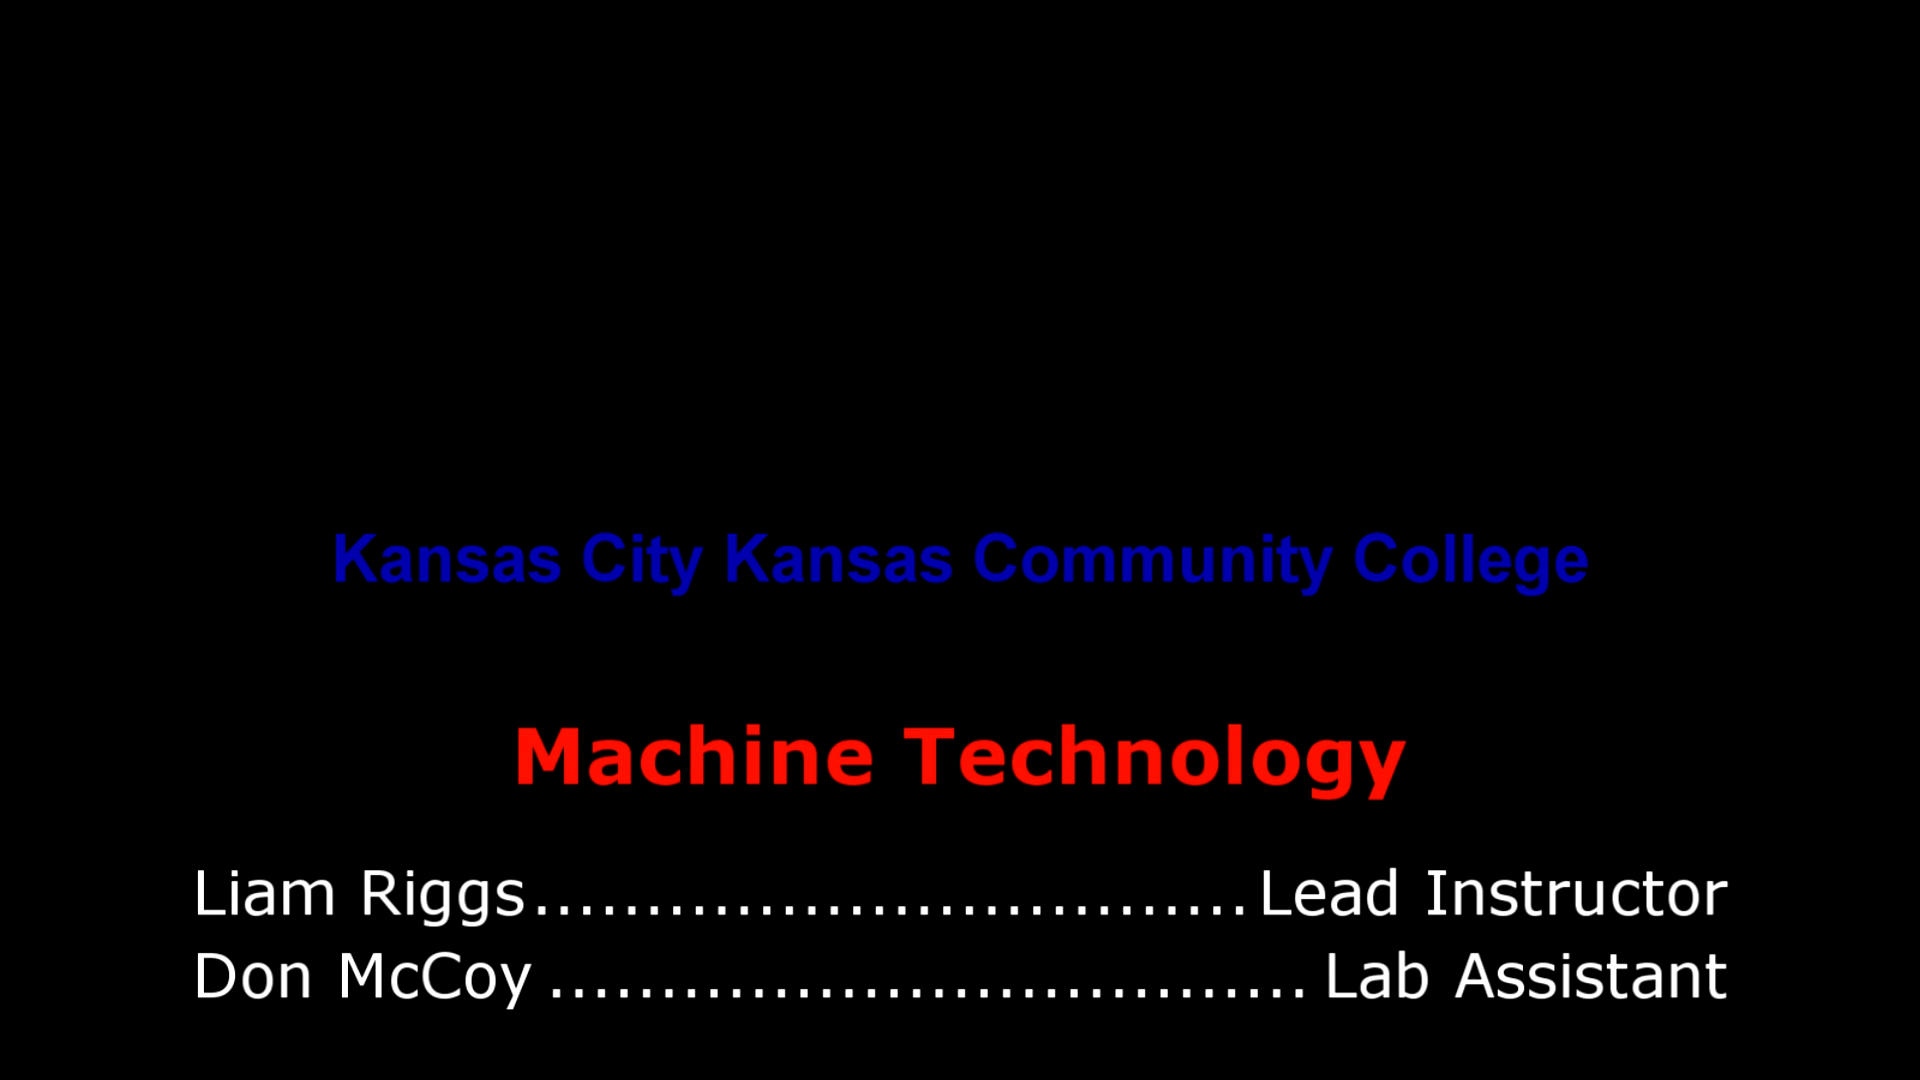 Kansas City Kansas Community College
Machine Technology
Liam Riggs................................Lead Instructor
Don McCoy..................................Lab Assistant